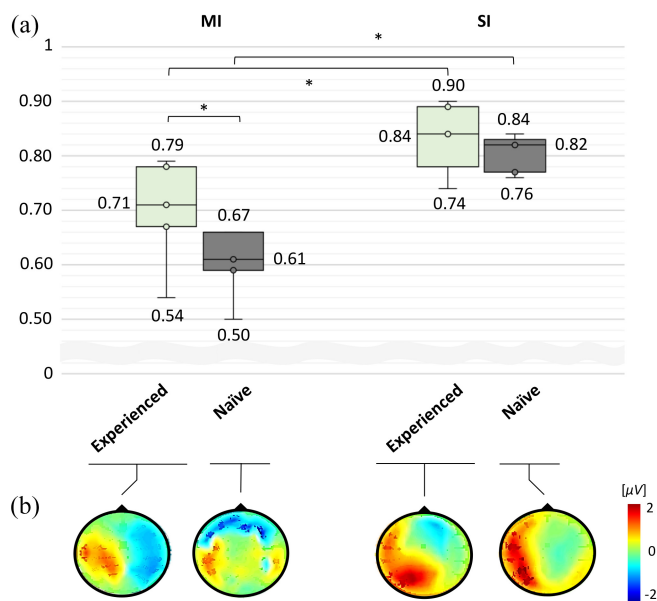 (a)
MI
SI
1
*
*
0.90
0.90
*
0.79
0.84
0.84
0.82
0.80
0.71
0.74
0.76
0.70
0.67
0.61
0.60
0.54
0.50
0.50
0
Experienced
Naïve
Experienced
Naïve
(b)
[μV]
2
0
-2